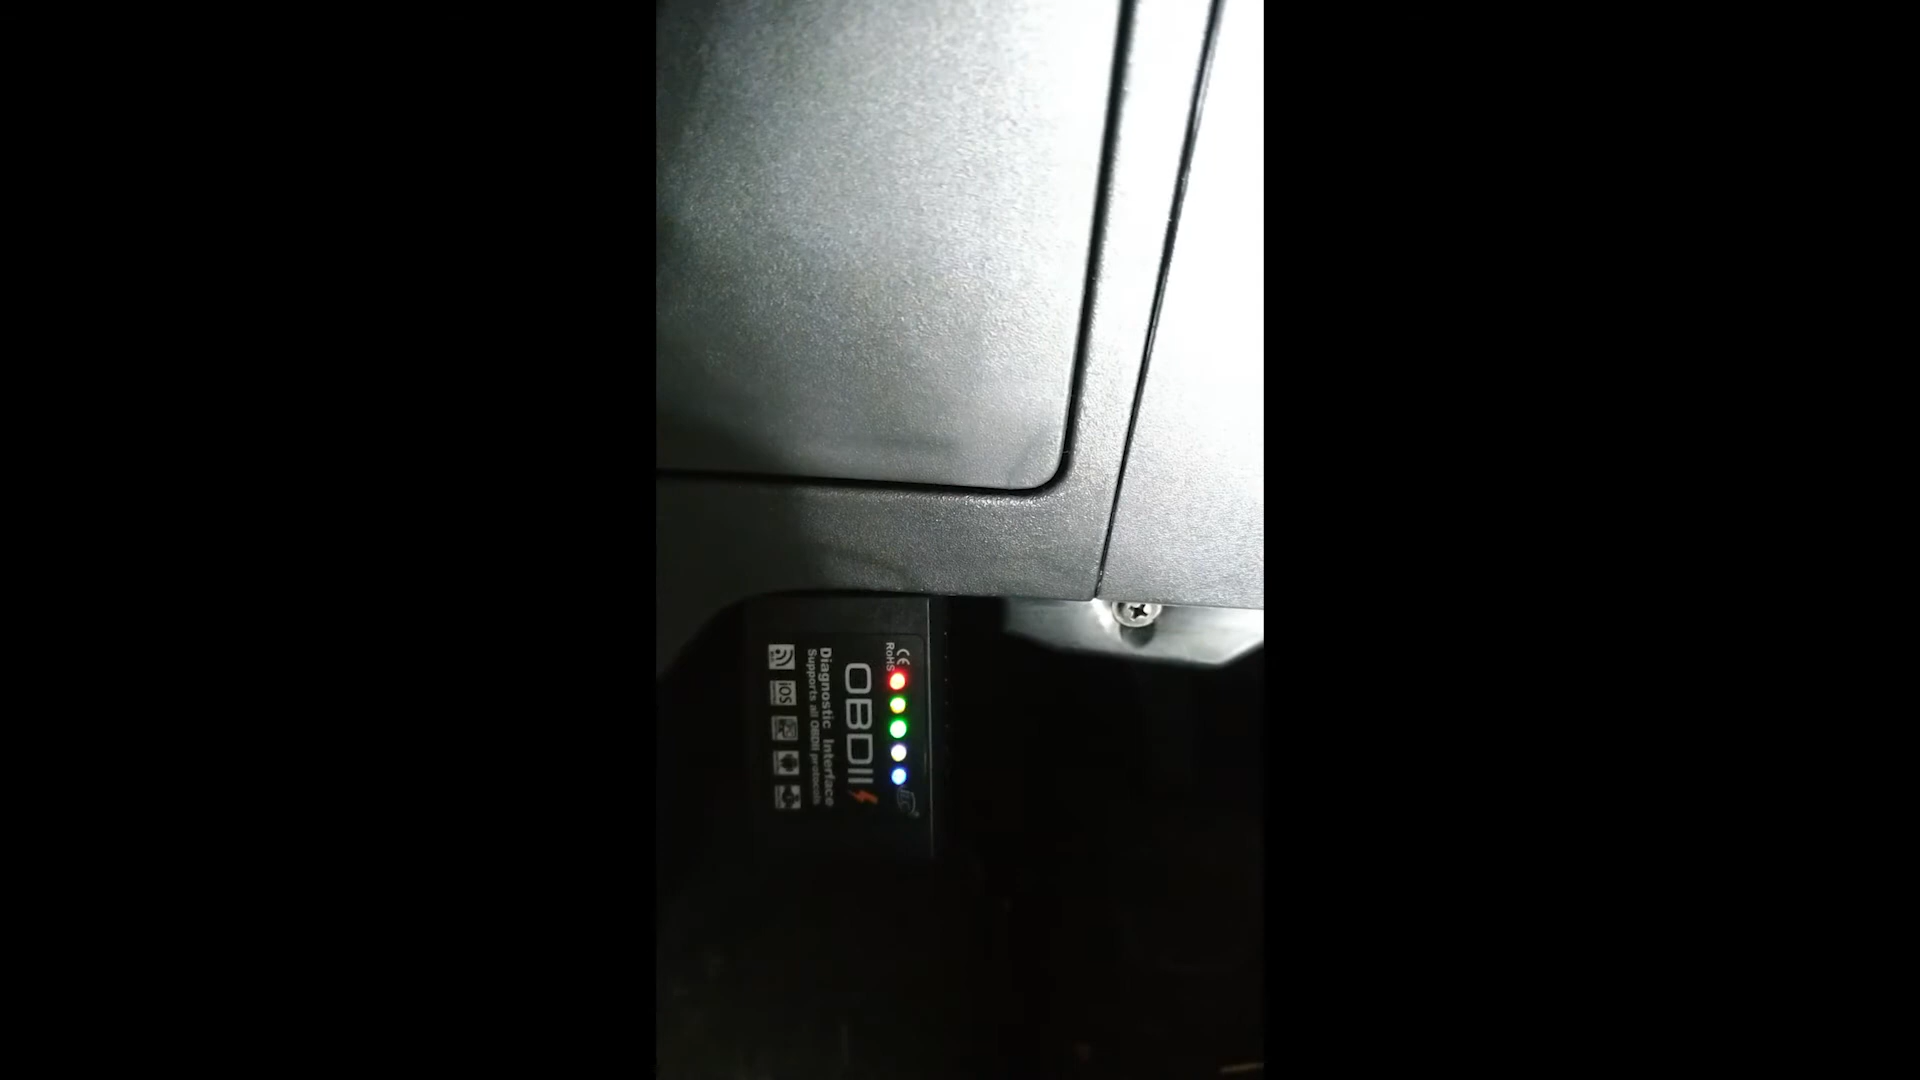 CE
RoHS
OBDII
Diagnostic Interface
Supports all OBDII protocols
iOS